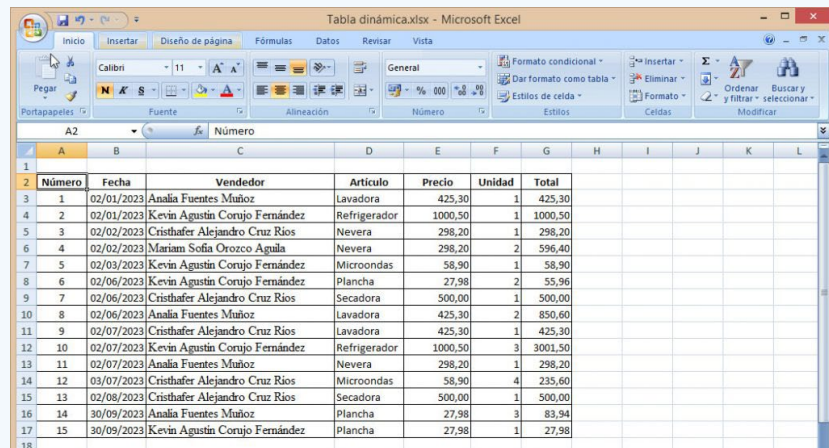 Tabla dinámica.xlsx - Microsoft Excel
Inicio Insertar Diseño de página Fórmulas Datos Revisar Vista
Pegar
Calibri 11 A A General
N K S A % 000
Formato condicional
Dar formato como tabla
Estilos de celda
Insertar
Eliminar
Formato
Σ
Ordenar y filtrar
Buscar y seleccionar
Portapapeles Fuente Alineación Número Estilos Celdas Modificar
A2 fx Número
A B C D E F G H I J K L
1
2 Número Fecha Vendedor Artículo Precio Unidad Total
3 1 02/01/2023 Analia Fuentes Muñoz Lavadora 425,30 1 425,30
4 2 02/01/2023 Kevin Agustin Corujo Fernández Refrigerador 1000,50 1 1000,50
5 3 02/02/2023 Cristhafer Alejandro Cruz Rios Nevera 298,20 1 298,20
6 4 02/02/2023 Mariam Sofia Orozco Aguila Nevera 298,20 2 596,40
7 5 02/03/2023 Kevin Agustin Corujo Fernández Microondas 58,90 1 58,90
8 6 02/06/2023 Kevin Agustin Corujo Fernández Plancha 27,98 2 55,96
9 7 02/06/2023 Cristhafer Alejandro Cruz Rios Secadora 500,00 1 500,00
10 8 02/06/2023 Analia Fuentes Muñoz Lavadora 425,30 2 850,60
11 9 02/07/2023 Cristhafer Alejandro Cruz Rios Lavadora 425,30 1 425,30
12 10 02/07/2023 Kevin Agustin Corujo Fernández Refrigerador 1000,50 3 3001,50
13 11 02/07/2023 Analia Fuentes Muñoz Nevera 298,20 1 298,20
14 12 03/07/2023 Cristhafer Alejandro Cruz Rios Microondas 58,90 4 235,60
15 13 02/08/2023 Cristhafer Alejandro Cruz Rios Secadora 500,00 1 500,00
16 14 30/09/2023 Analia Fuentes Muñoz Plancha 27,98 3 83,94
17 15 30/09/2023 Kevin Agustin Corujo Fernández Plancha 27,98 1 27,98
18